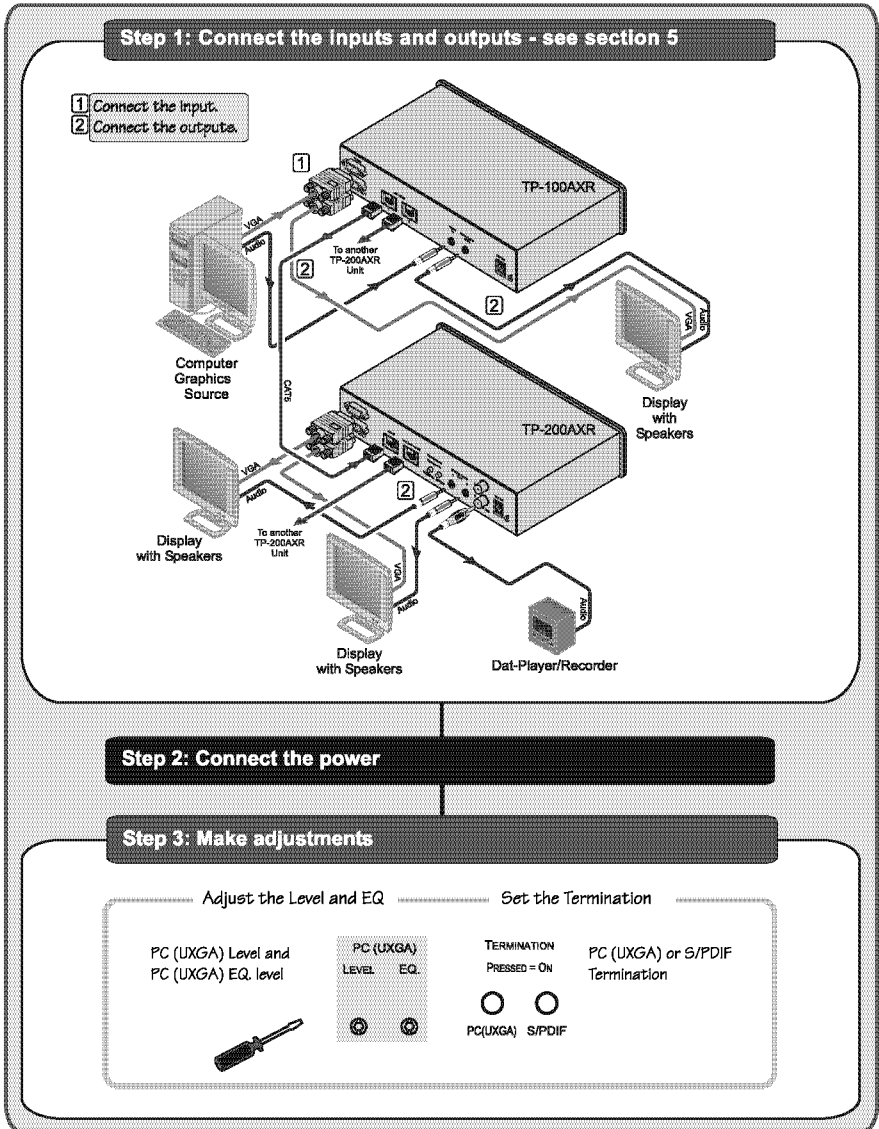 Step 1: Connect the inputs and outputs - see section 5
1 Connect the input.
2 Connect the outputs.
1
TP-100AXR
VGA
Audio
To another
TP-200AXR
Unit
2
2
VGA
Audio
Computer
Graphics
Source
CAT5
Display
with
Speakers
TP-200AXR
VGA
Audio
2
Display
with Speakers
To another
TP-200AXR
Unit
VGA
Audio
Audio
Display
with Speakers
Dat-Player/Recorder
Step 2: Connect the power
Step 3: Make adjustments
Adjust the Level and EQ
Set the Termination
PC (UXGA) Level and
PC (UXGA) EQ. level
PC (UXGA)
LEVEL EQ.
TERMINATION
PRESSED = ON
PC(UXGA) S/PDIF
PC (UXGA) or S/PDIF
Termination